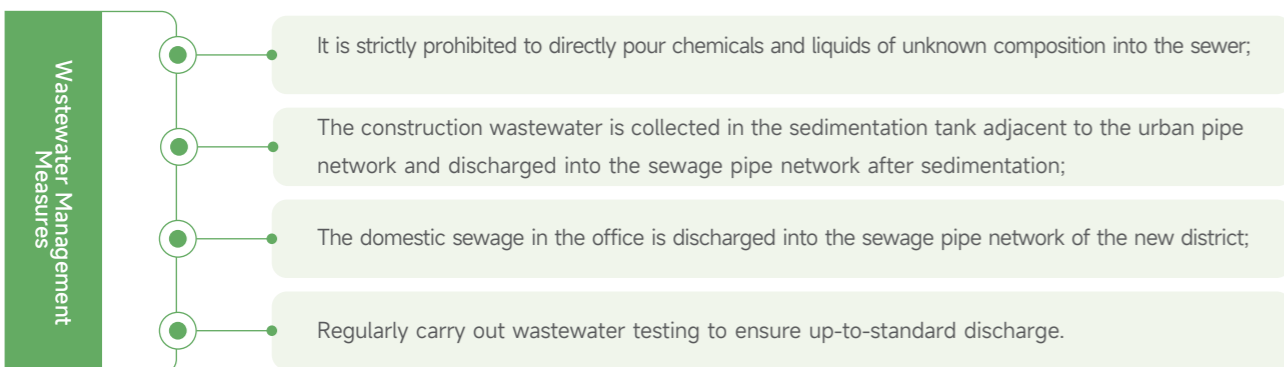 Wastewater Management
Measures
It is strictly prohibited to directly pour chemicals and liquids of unknown composition into the sewer;
The construction wastewater is collected in the sedimentation tank adjacent to the urban pipe
network and discharged into the sewage pipe network after sedimentation;
The domestic sewage in the office is discharged into the sewage pipe network of the new district;
Regularly carry out wastewater testing to ensure up-to-standard discharge.